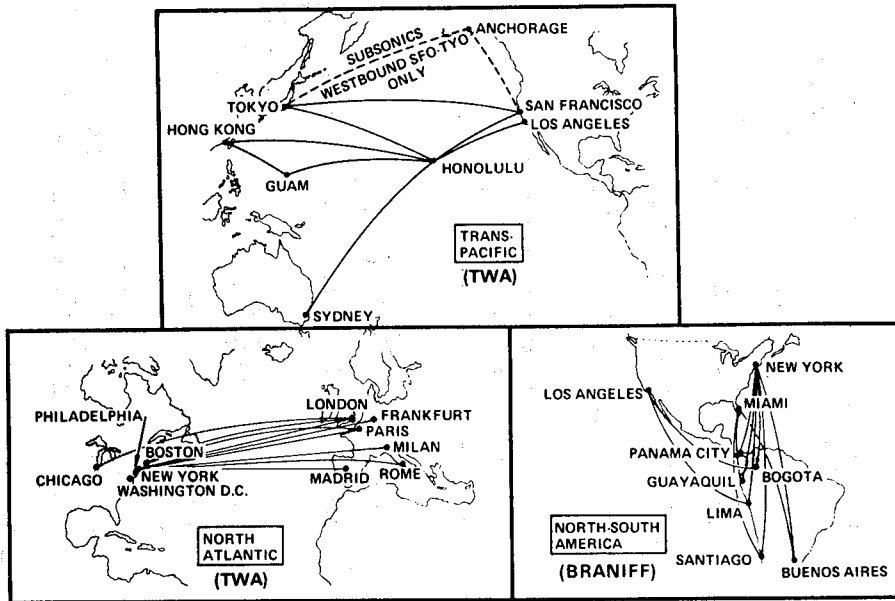 ANCHORAGE
SUBSONICS
WESTBOUND SFO-TYO
ONLY
TOKYO
SAN FRANCISCO
LOS ANGELES
HONG KONG
HONOLULU
GUAM
TRANS-
PACIFIC
(TWA)
SYDNEY
LONDON
PHILADELPHIA
FRANKFURT
PARIS
BOSTON
MILAN
CHICAGO
NEW YORK
MADRID
ROME
WASHINGTON D.C.
NORTH
ATLANTIC
(TWA)
NEW YORK
LOS ANGELES
MIAMI
PANAMA CITY
BOGOTA
GUAYAQUIL
LIMA
NORTH-SOUTH
AMERICA
(BRANIFF)
SANTIAGO
BUENOS AIRES